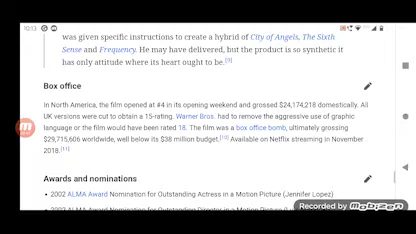 10:13
was given specific instructions to create a hybrid of City of Angels, The Sixth
Sense and Frequency. He may have delivered, but the product is so synthetic it
has only attitude where its heart ought to be.[9]
Box office
In North America, the film opened at #4 in its opening weekend and grossed $24,174,218 domestically. All
UK versions were cut to obtain a 15-rating. Warner Bros. had to remove the aggressive use of graphic
language or the film would have been rated 18. The film was a box office bomb, ultimately grossing
$29,715,606 worldwide, well below its $38 million budget.[10] Available on Netflix streaming in November
2018.[11]
Awards and nominations
• 2002 ALMA Award Nomination for Outstanding Actress in a Motion Picture (Jennifer Lopez)
Recorded by mobizen